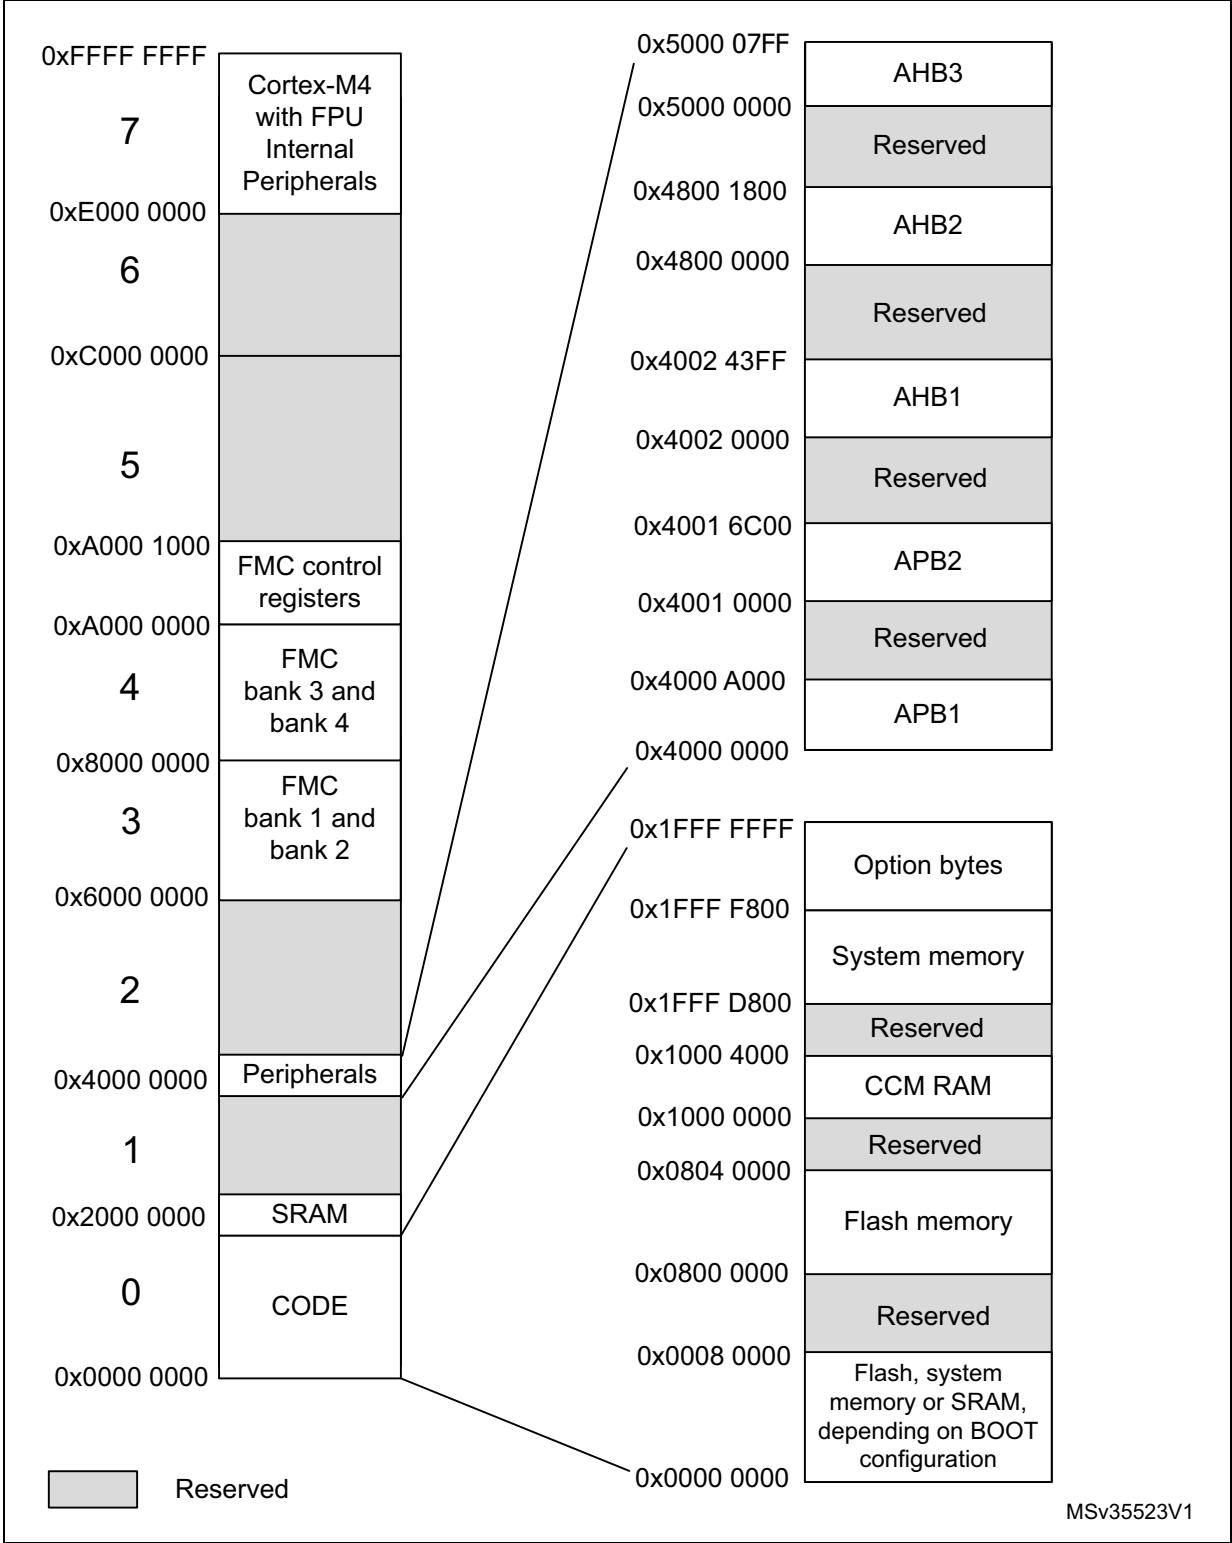 0xFFFF FFFF
Cortex-M4
with FPU
Internal
Peripherals
7
0xE000 0000
6
0xC000 0000
5
0xA000 1000
FMC control
registers
0xA000 0000
FMC
bank 3 and
bank 4
4
0x8000 0000
FMC
bank 1 and
bank 2
3
0x6000 0000
2
Peripherals
0x4000 0000
1
0x2000 0000
SRAM
0
CODE
0x0000 0000
Reserved
0x5000 07FF
AHB3
0x5000 0000
Reserved
0x4800 1800
AHB2
0x4800 0000
Reserved
0x4002 43FF
AHB1
0x4002 0000
Reserved
0x4001 6C00
APB2
0x4001 0000
Reserved
0x4000 A000
APB1
0x4000 0000
0x1FFF FFFF
Option bytes
0x1FFF F800
System memory
0x1FFF D800
Reserved
0x1000 4000
CCM RAM
0x1000 0000
Reserved
0x0804 0000
Flash memory
0x0800 0000
Reserved
0x0008 0000
Flash, system
memory or SRAM,
depending on BOOT
configuration
0x0000 0000
MSv35523V1